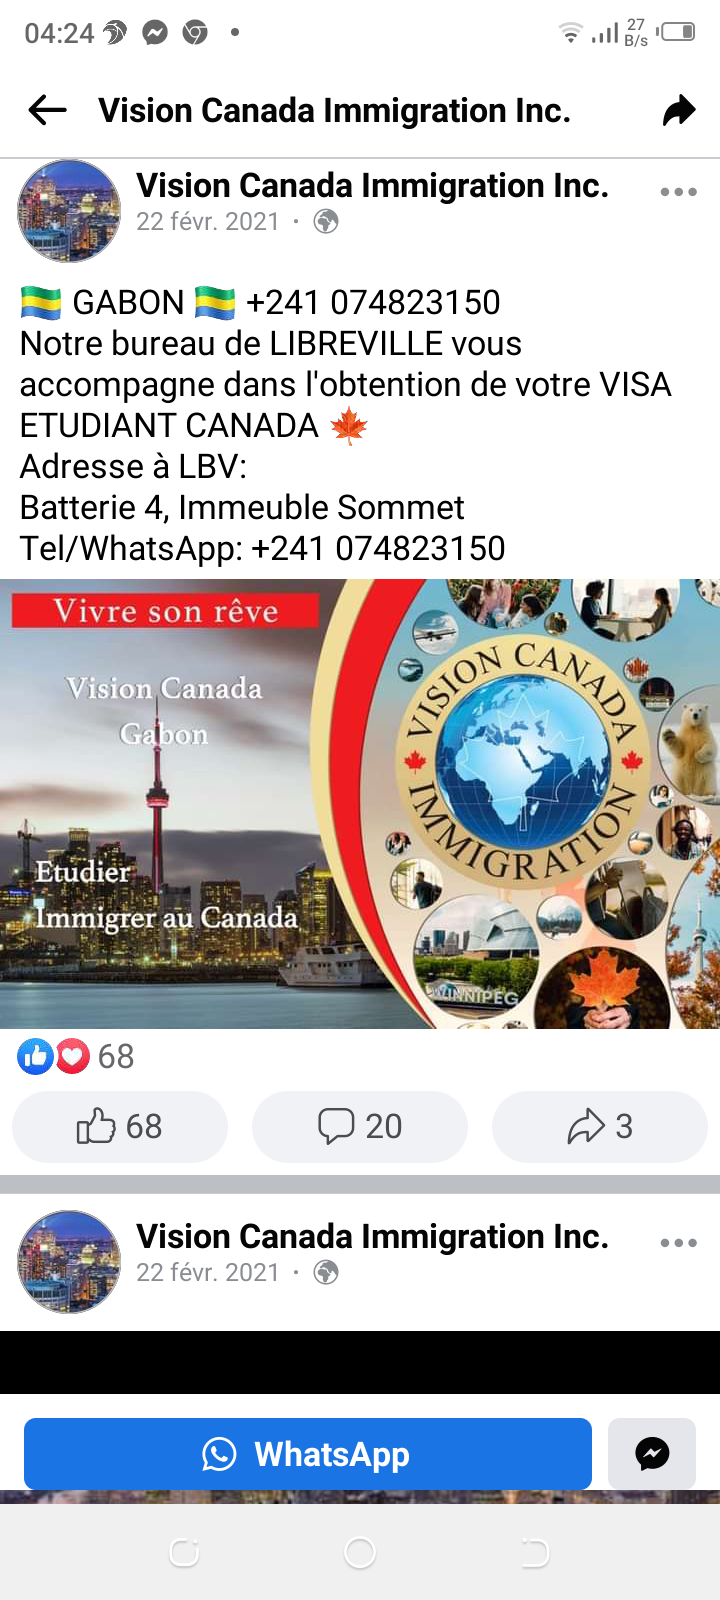 04:24
27
B/s
Vision Canada Immigration Inc.
Vision Canada Immigration Inc.
22 févr. 2021 ·
🇬🇦 GABON 🇬🇦 +241 074823150
Notre bureau de LIBREVILLE vous
accompagne dans l'obtention de votre VISA
ETUDIANT CANADA 🍁
Adresse à LBV:
Batterie 4, Immeuble Sommet
Tel/WhatsApp: +241 074823150
Vivre son rêve
Vision Canada
Gabon
Etudier
Immigrer au Canada
VISION CANADA
IMMIGRATION
WINNIPEG
68
68
20
3
Vision Canada Immigration Inc.
22 févr. 2021 ·
WhatsApp